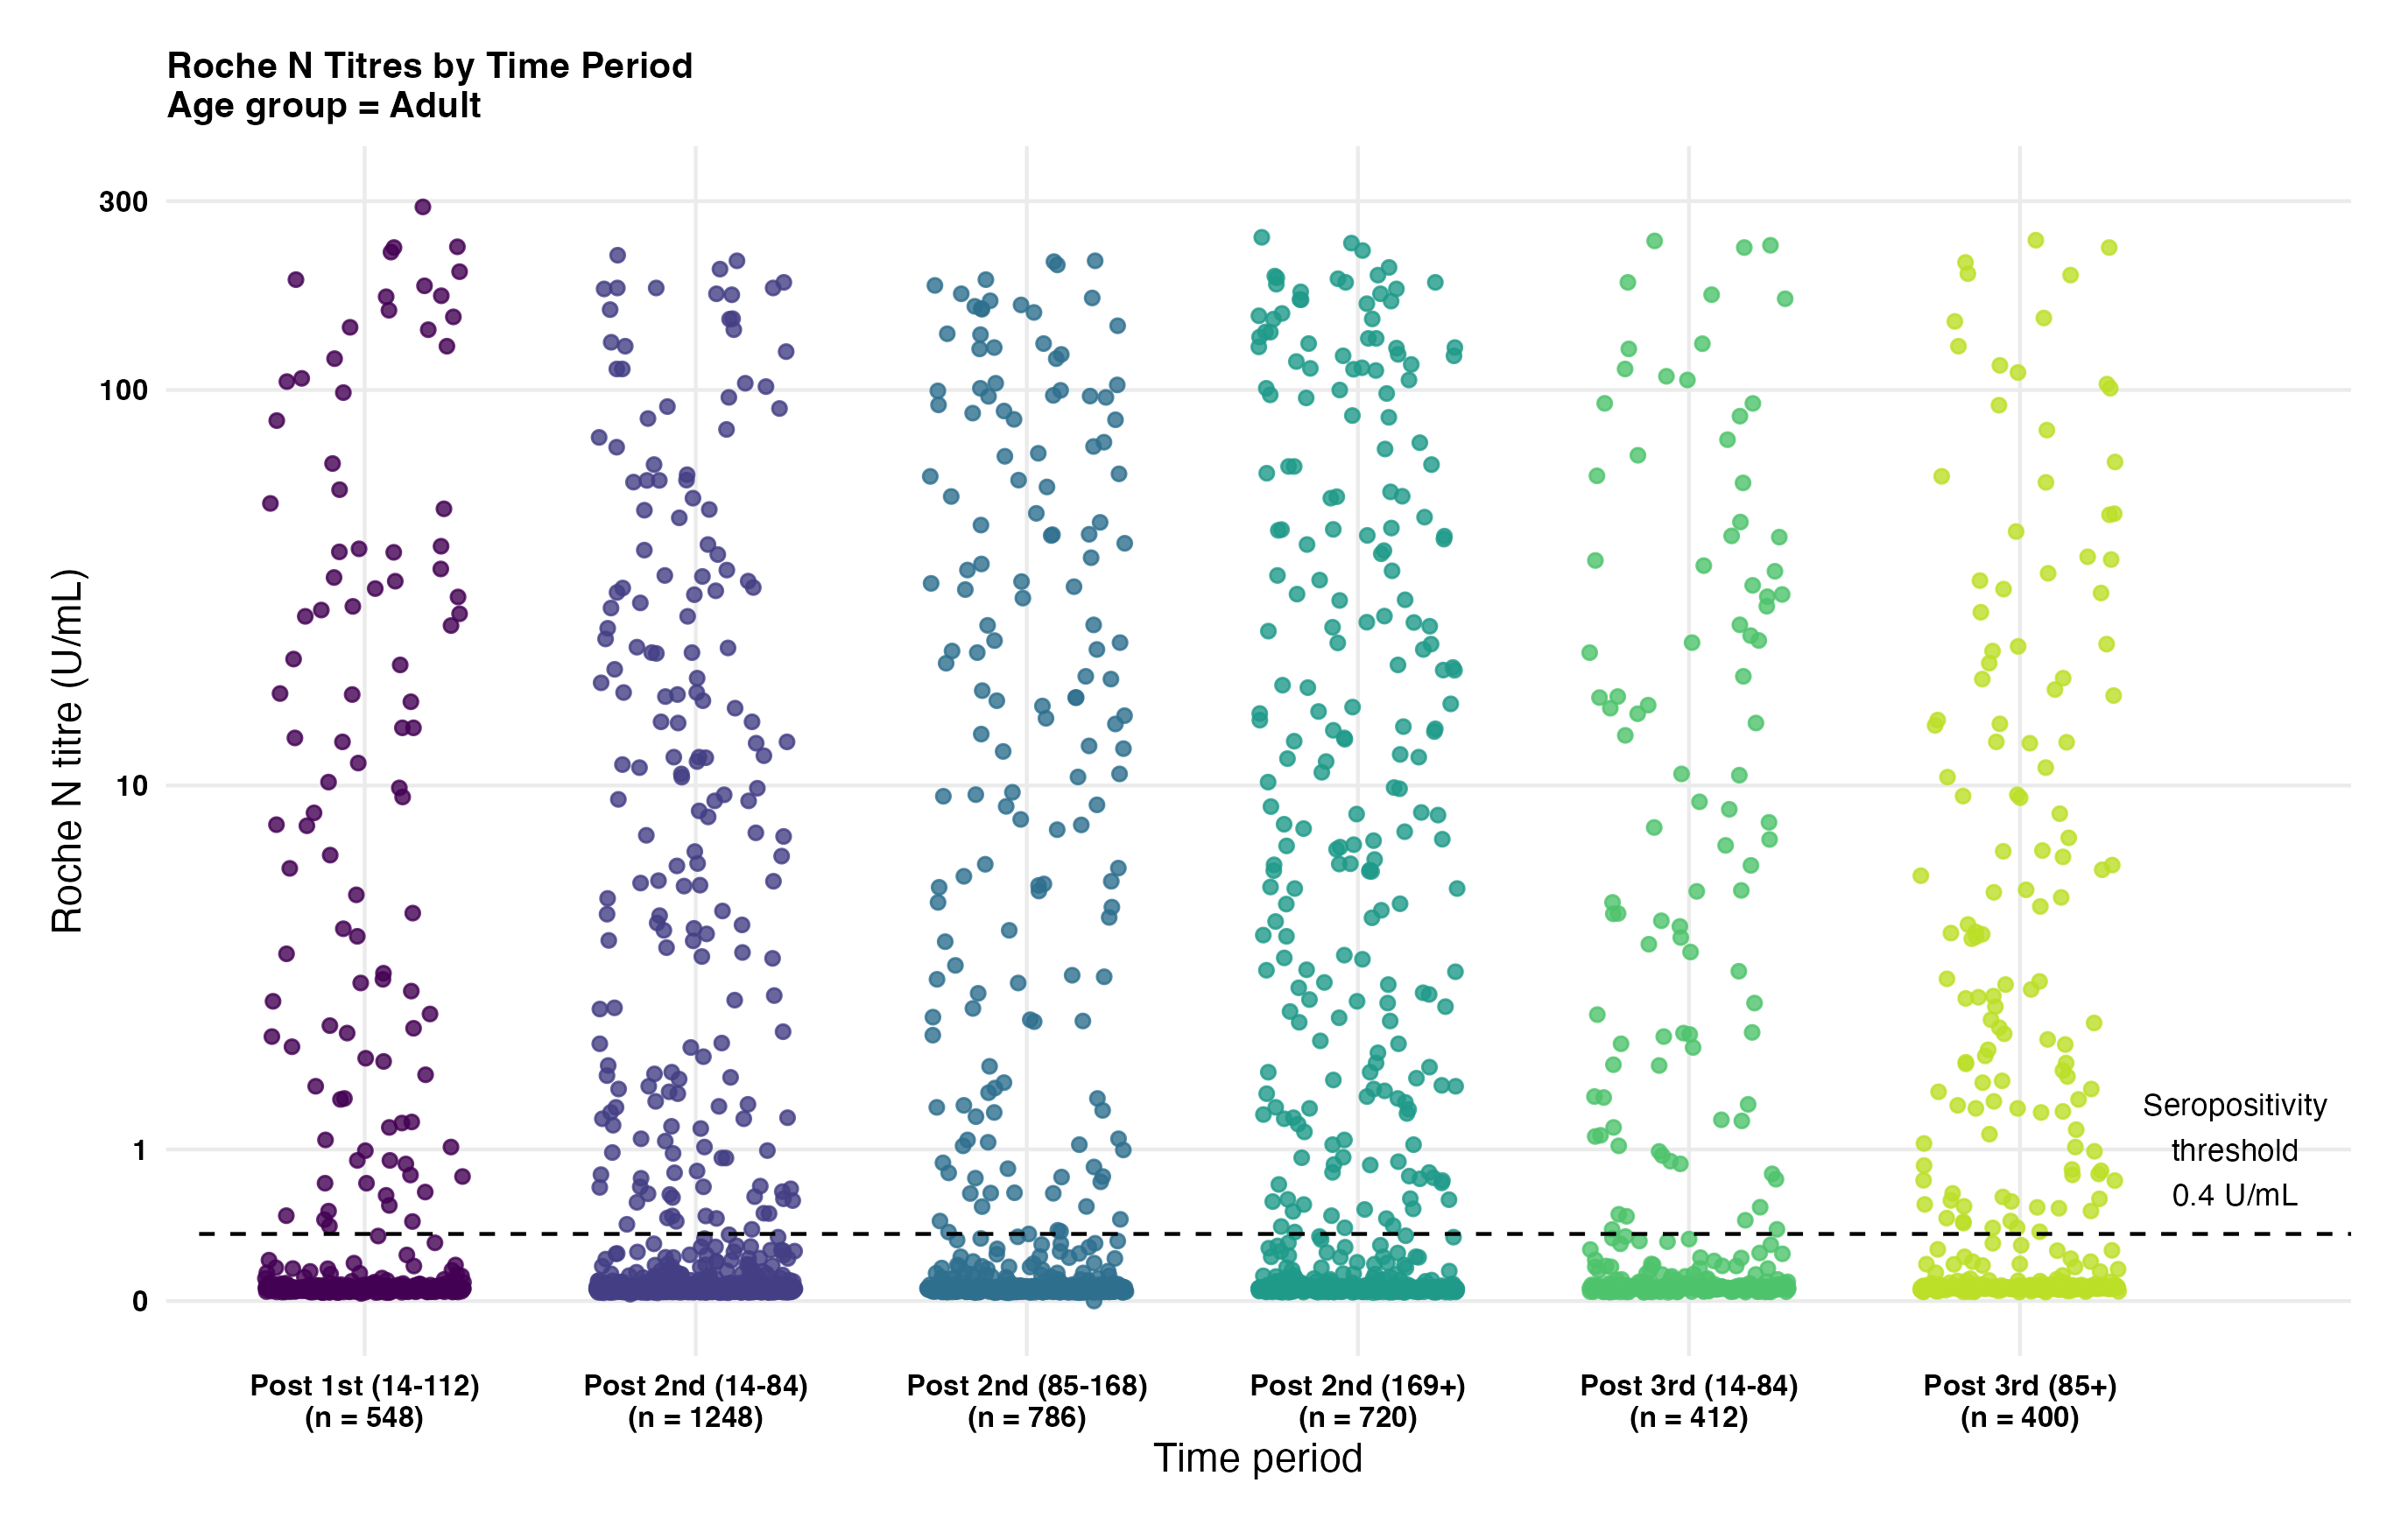 Roche N Titres by Time Period
Age group = Adult
Roche N titre (U/mL)
300
100
10
1
0
Seropositivity
threshold
0.4 U/mL
Post 1st (14-112)
(n = 548)
Post 2nd (14-84)
(n = 1248)
Post 2nd (85-168)
(n = 786)
Post 2nd (169+)
(n = 720)
Post 3rd (14-84)
(n = 412)
Post 3rd (85+)
(n = 400)
Time period